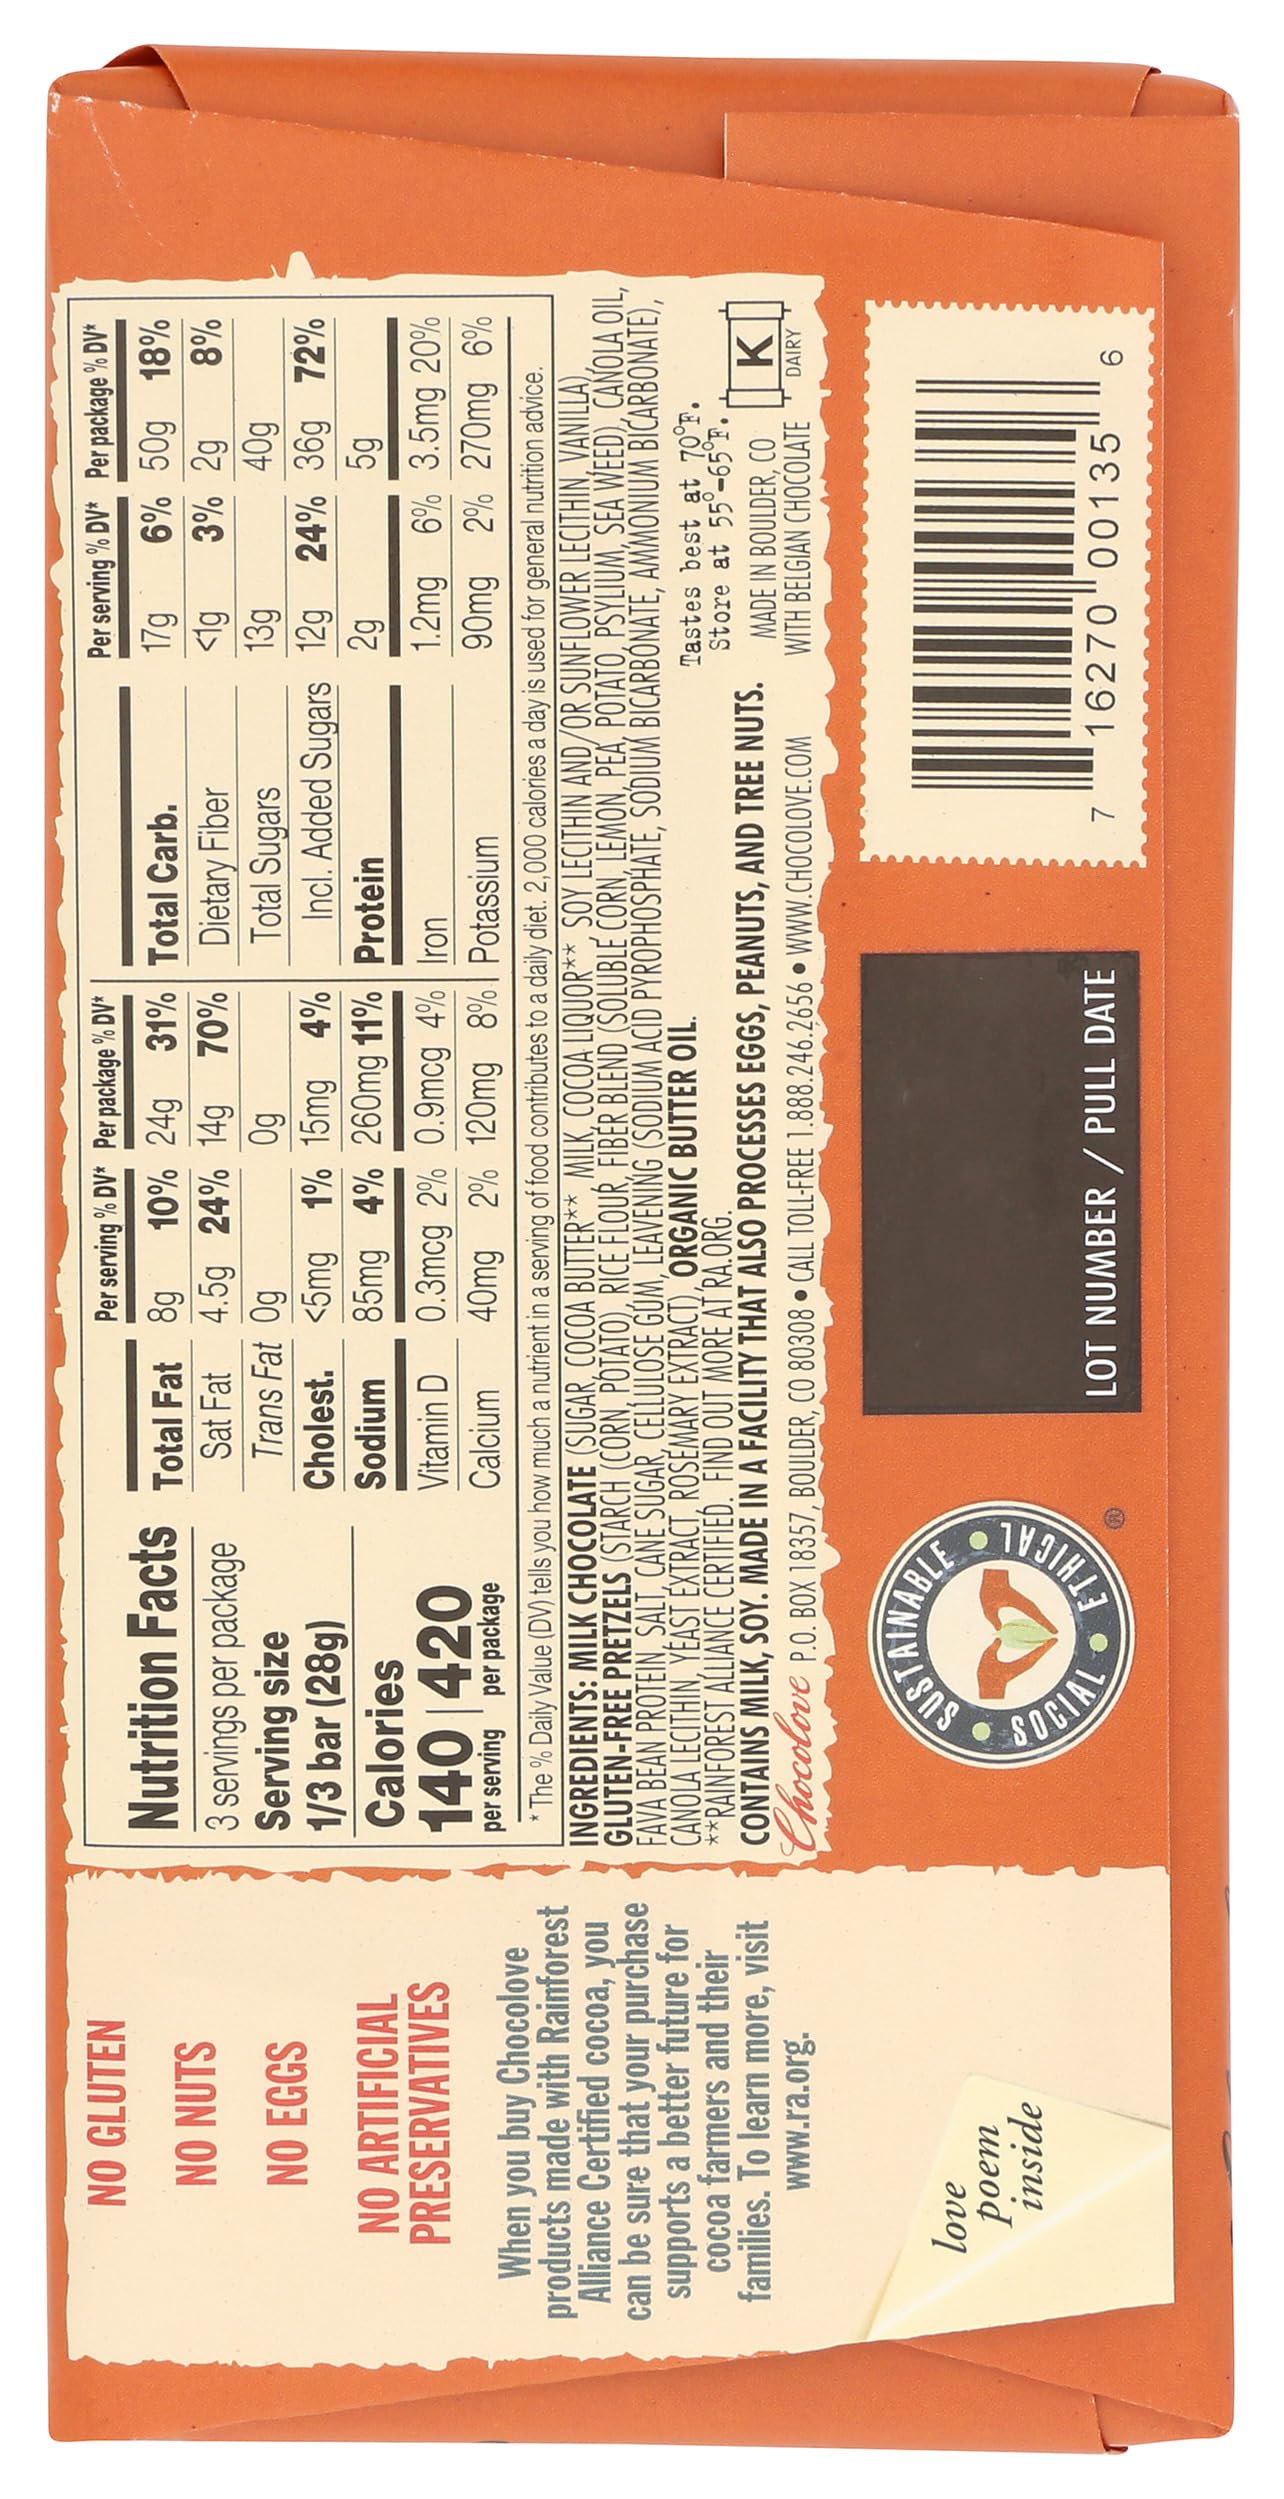 NO GLUTEN
NO NUTS
NO EGGS
NO ARTIFICIAL
PRESERVATIVES
When you buy Chocolove
products made with Rainforest
Alliance Certified cocoa, you
can be sure that your purchase
supports a better future for
cocoa farmers and their
families. To learn more, visit
www.ra.org.
love
poem
inside
Nutrition Facts
3 servings per package
Serving size
1/3 bar (28g)
Calories
140 | 420
per serving per package
Per serving % DV* Per package % DV*
Total Fat 8g 10% 24g 31%
Sat Fat 4.5g 24% 14g 70%
Trans Fat 0g 0g
Cholest. <5mg 1% 15mg 4%
Sodium 85mg 4% 260mg 11%
Vitamin D 0.3mcg 2% 0.9mcg 4%
Calcium 40mg 2% 120mg 8%
Per serving % DV* Per package % DV*
Total Carb. 17g 6% 50g 18%
Dietary Fiber <1g 3% 2g 8%
Total Sugars 13g 40g
Incl. Added Sugars 12g 24% 36g 72%
Protein 2g 5g
Iron 1.2mg 6% 3.5mg 20%
Potassium 90mg 2% 270mg 6%
* The % Daily Value (DV) tells you how much a nutrient in a serving of food contributes to a daily diet. 2,000 calories a day is used for general nutrition advice.
INGREDIENTS: MILK CHOCOLATE (SUGAR, COCOA BUTTER**, MILK, COCOA LIQUOR**, SOY LECITHIN AND/OR SUNFLOWER LECITHIN, VANILLA),
GLUTEN-FREE PRETZELS (STARCH (CORN, POTATO), RICE FLOUR, FIBER BLEND (SOLUBLE CORN, LEMON, PEA, POTATO, PSYLIUM, SEA WEED), CANOLA OIL,
FAVA BEAN PROTEIN, SALT, CANE SUGAR, CELLULOSE GUM, LEAVENING (SODIUM ACID PYROPHOSPHATE, SODIUM BICARBONATE, AMMONIUM BICARBONATE),
CANOLA LECITHIN, YEAST EXTRACT, ROSEMARY EXTRACT), ORGANIC BUTTER OIL.
**RAINFOREST ALLIANCE CERTIFIED. FIND OUT MORE AT RA.ORG.
CONTAINS MILK, SOY. MADE IN A FACILITY THAT ALSO PROCESSES EGGS, PEANUTS, AND TREE NUTS.
Chocolove P.O. BOX 18357, BOULDER, CO 80308 • CALL TOLL-FREE 1.888.246.2656 • WWW.CHOCOLOVE.COM
Tastes best at 70°F.
Store at 55°-65°F.
MADE IN BOULDER, CO
WITH BELGIAN CHOCOLATE
K
DAIRY
SUSTAINABLE • ETHICAL • SOCIAL •
®
LOT NUMBER / PULL DATE
7 16270 00135 6